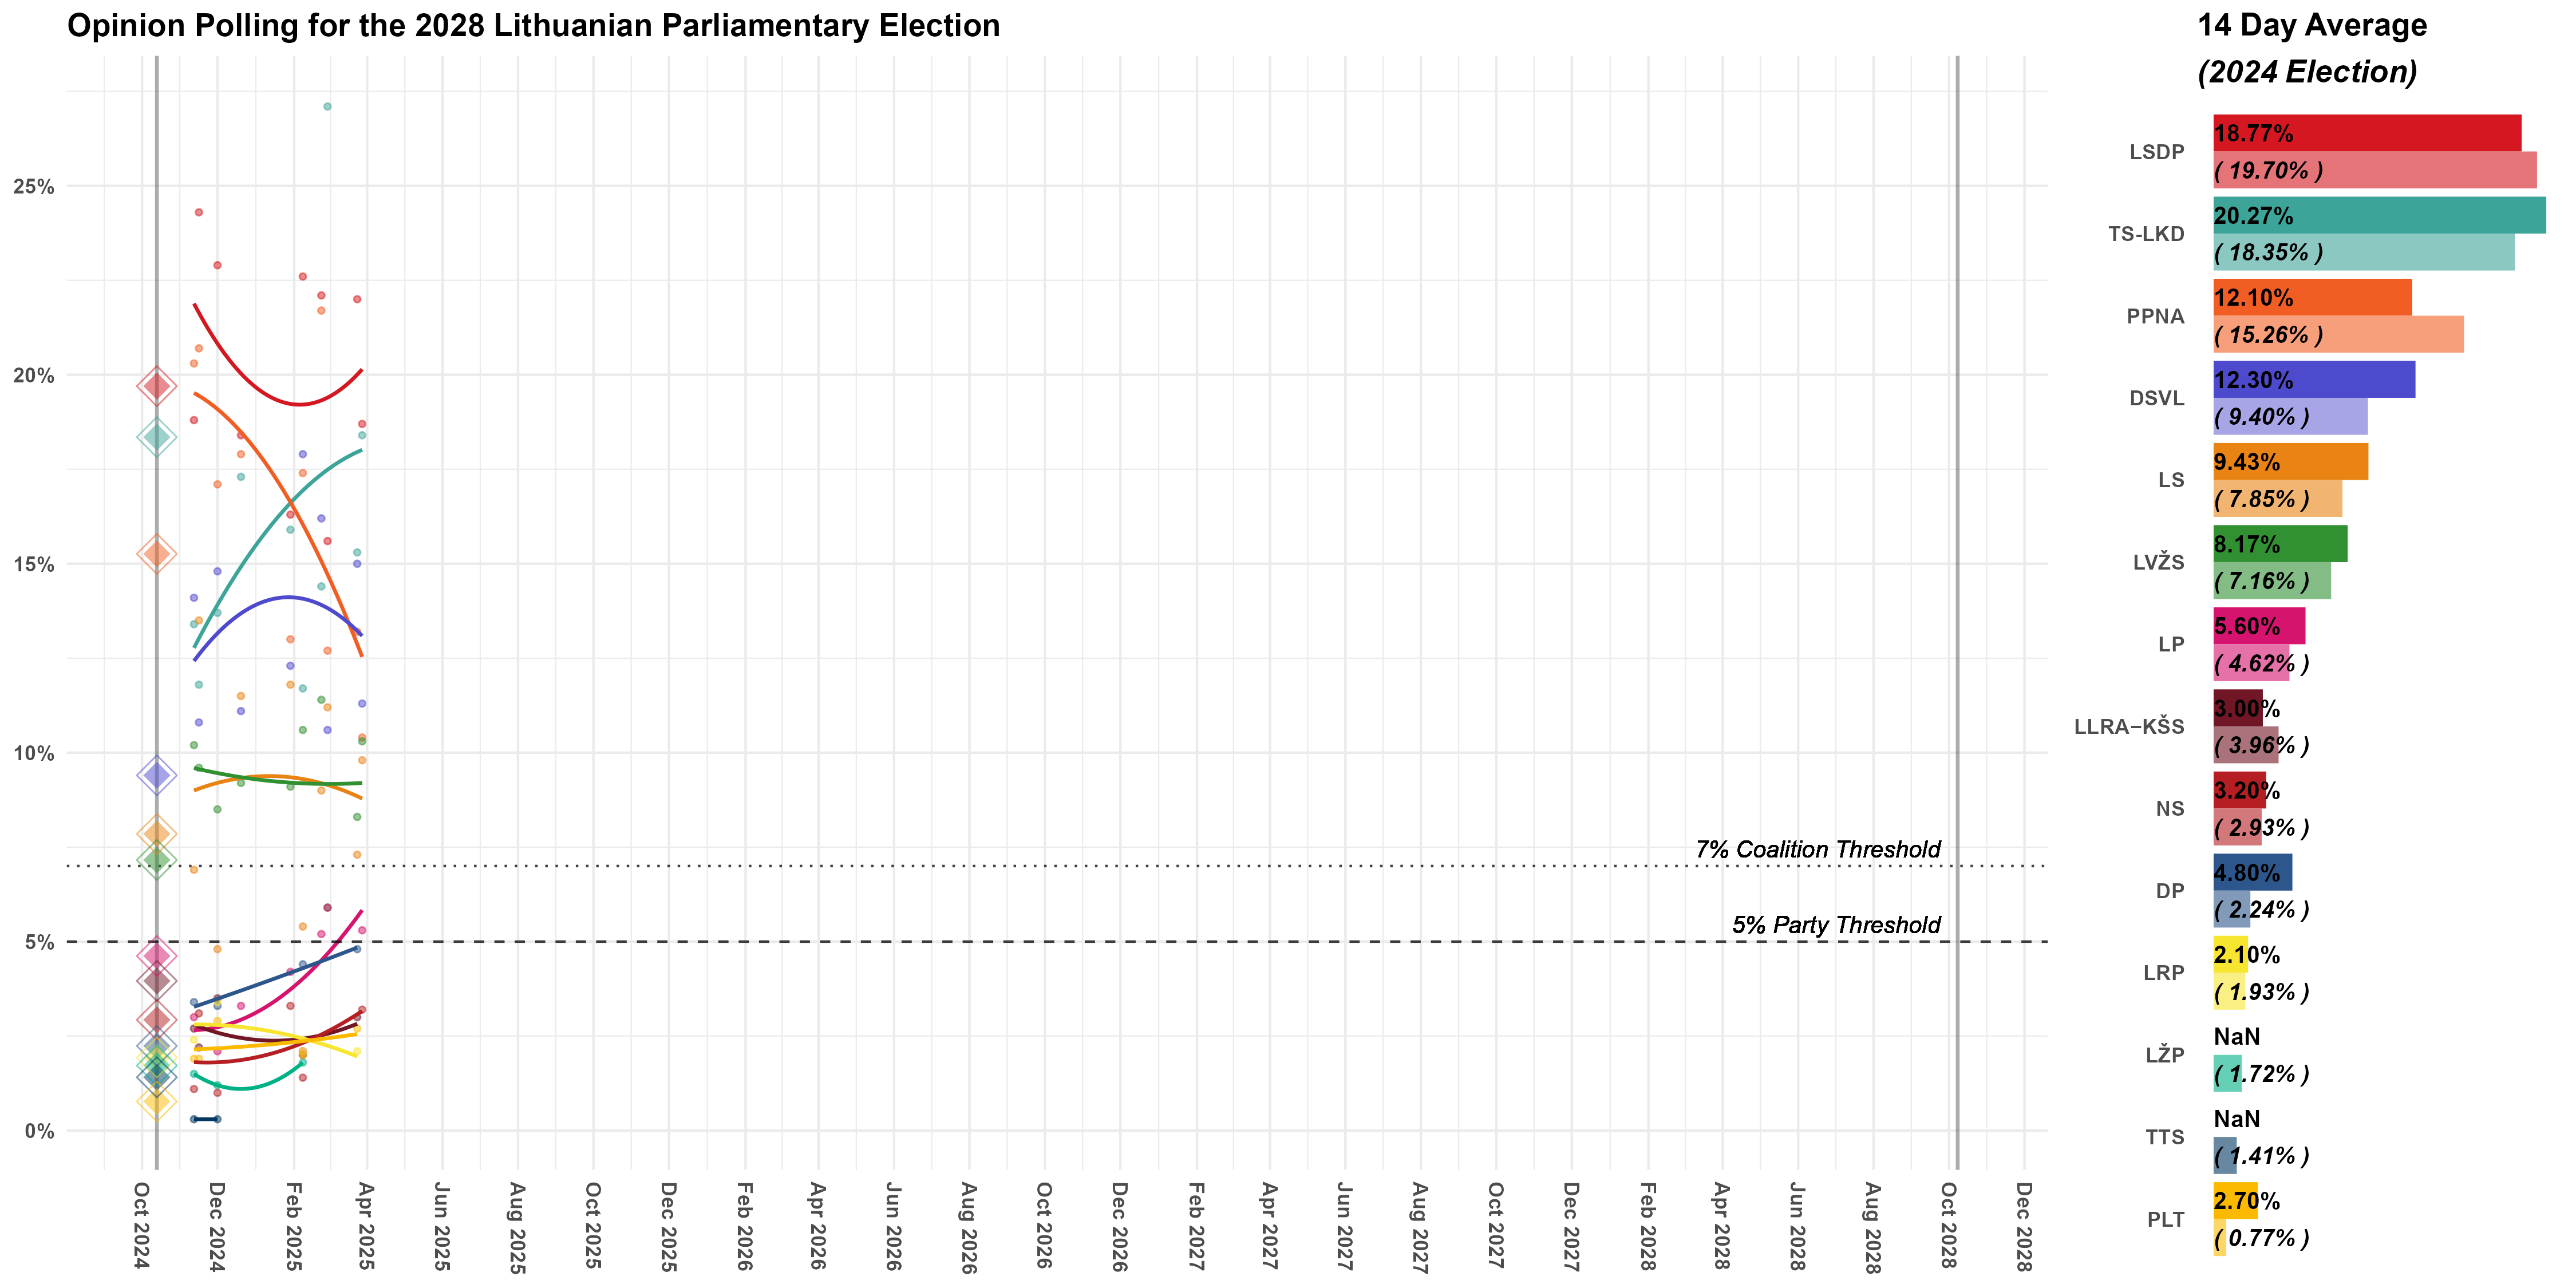 Opinion Polling for the 2028 Lithuanian Parliamentary Election
14 Day Average
(2024 Election)
25%
20%
15%
10%
5%
0%
7% Coalition Threshold
5% Party Threshold
Oct 2024
Dec 2024
Feb 2025
Apr 2025
Jun 2025
Aug 2025
Oct 2025
Dec 2025
Feb 2026
Apr 2026
Jun 2026
Aug 2026
Oct 2026
Dec 2026
Feb 2027
Apr 2027
Jun 2027
Aug 2027
Oct 2027
Dec 2027
Feb 2028
Apr 2028
Jun 2028
Aug 2028
Oct 2028
Dec 2028
LSDP
18.77%
( 19.70% )
TS-LKD
20.27%
( 18.35% )
PPNA
12.10%
( 15.26% )
DSVL
12.30%
( 9.40% )
LS
9.43%
( 7.85% )
LVŽS
8.17%
( 7.16% )
LP
5.60%
( 4.62% )
LLRA−KŠS
3.00%
( 3.96% )
NS
3.20%
( 2.93% )
DP
4.80%
( 2.24% )
LRP
2.10%
( 1.93% )
LŽP
NaN
( 1.72% )
TTS
NaN
( 1.41% )
PLT
2.70%
( 0.77% )